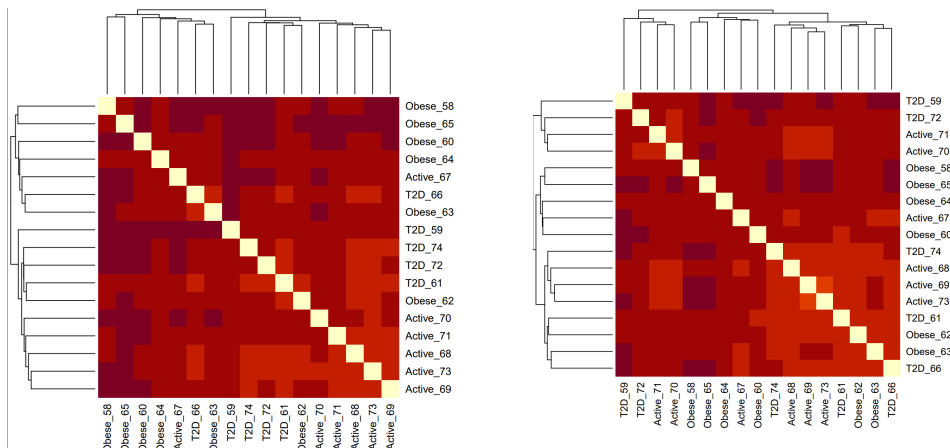 Obese_58
Obese_65
Obese_60
Obese_64
Active_67
T2D_66
Obese_63
T2D_59
T2D_74
T2D_72
T2D_61
Obese_62
Active_70
Active_71
Active_68
Active_73
Active_69
Obese_58
Obese_65
Obese_60
Obese_64
Active_67
T2D_66
Obese_63
T2D_59
T2D_74
T2D_72
T2D_61
Obese_62
Active_70
Active_71
Active_68
Active_73
Active_69
T2D_59
T2D_72
Active_71
Active_70
Obese_58
Obese_65
Obese_64
Active_67
Obese_60
T2D_74
Active_68
Active_69
Active_73
T2D_61
Obese_62
Obese_63
T2D_66
T2D_59
T2D_72
Active_71
Active_70
Obese_58
Obese_65
Obese_64
Active_67
Obese_60
T2D_74
Active_68
Active_69
Active_73
T2D_61
Obese_62
Obese_63
T2D_66